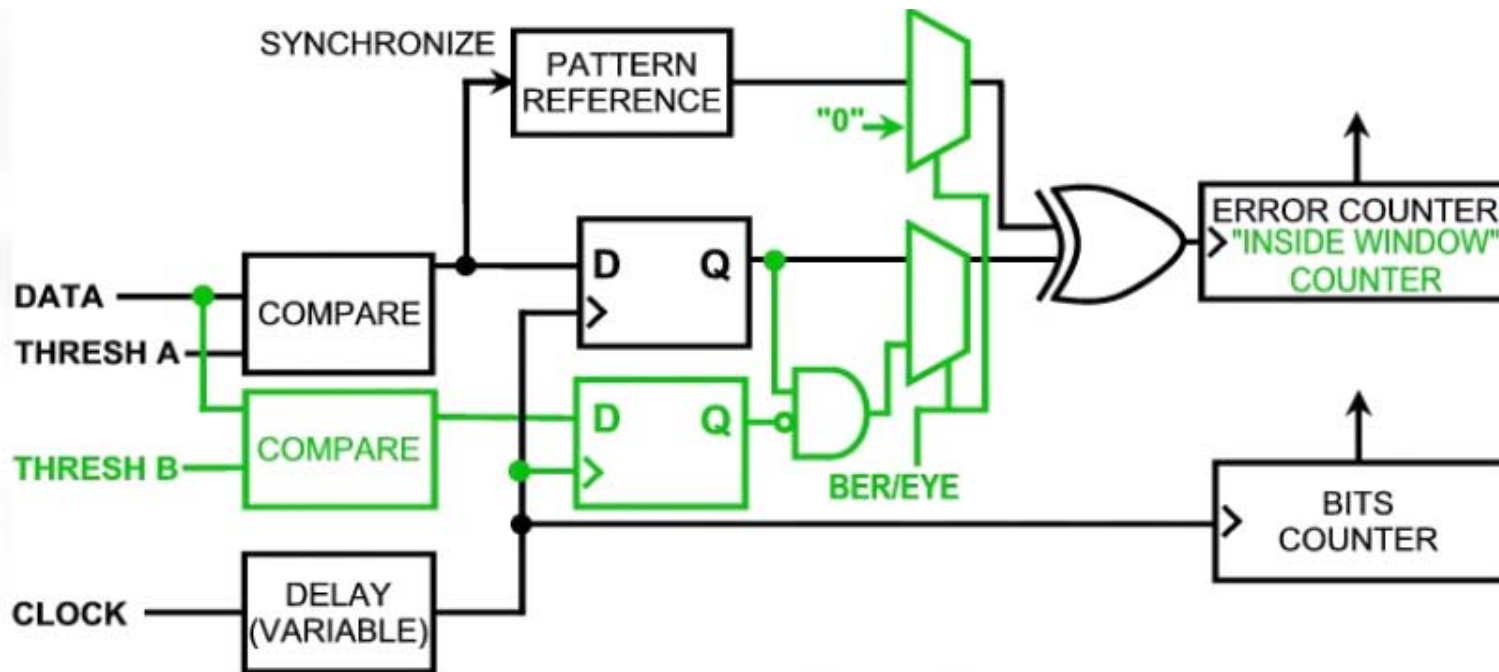 SYNCHRONIZE
PATTERN
REFERENCE
"0"
ERROR COUNTER
"INSIDE WINDOW"
COUNTER
D Q
DATA
COMPARE
THRESH A
D Q
COMPARE
THRESH B
BER/EYE
BITS
COUNTER
CLOCK
DELAY
(VARIABLE)